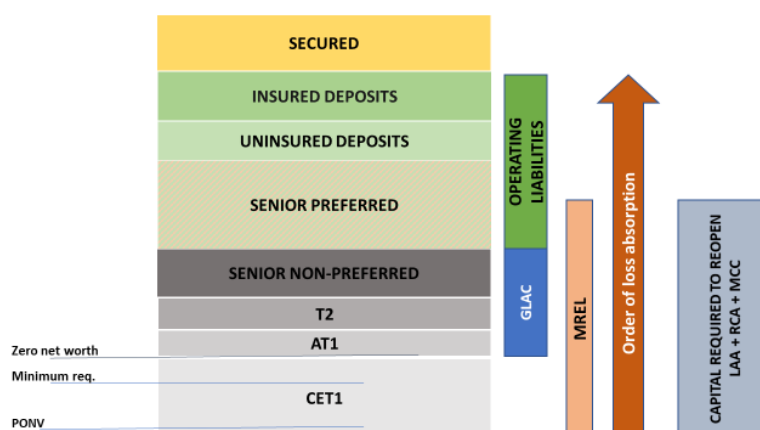 SECURED
INSURED DEPOSITS
UNINSURED DEPOSITS
SENIOR PREFERRED
SENIOR NON-PREFERRED
T2
AT1
CET1
Zero net worth
Minimum req.
PONV
OPERATING
LIABILITIES
GLAC
MREL
Order of loss absorption
CAPITAL REQUIRED TO REOPEN
LAA + RCA + MCC